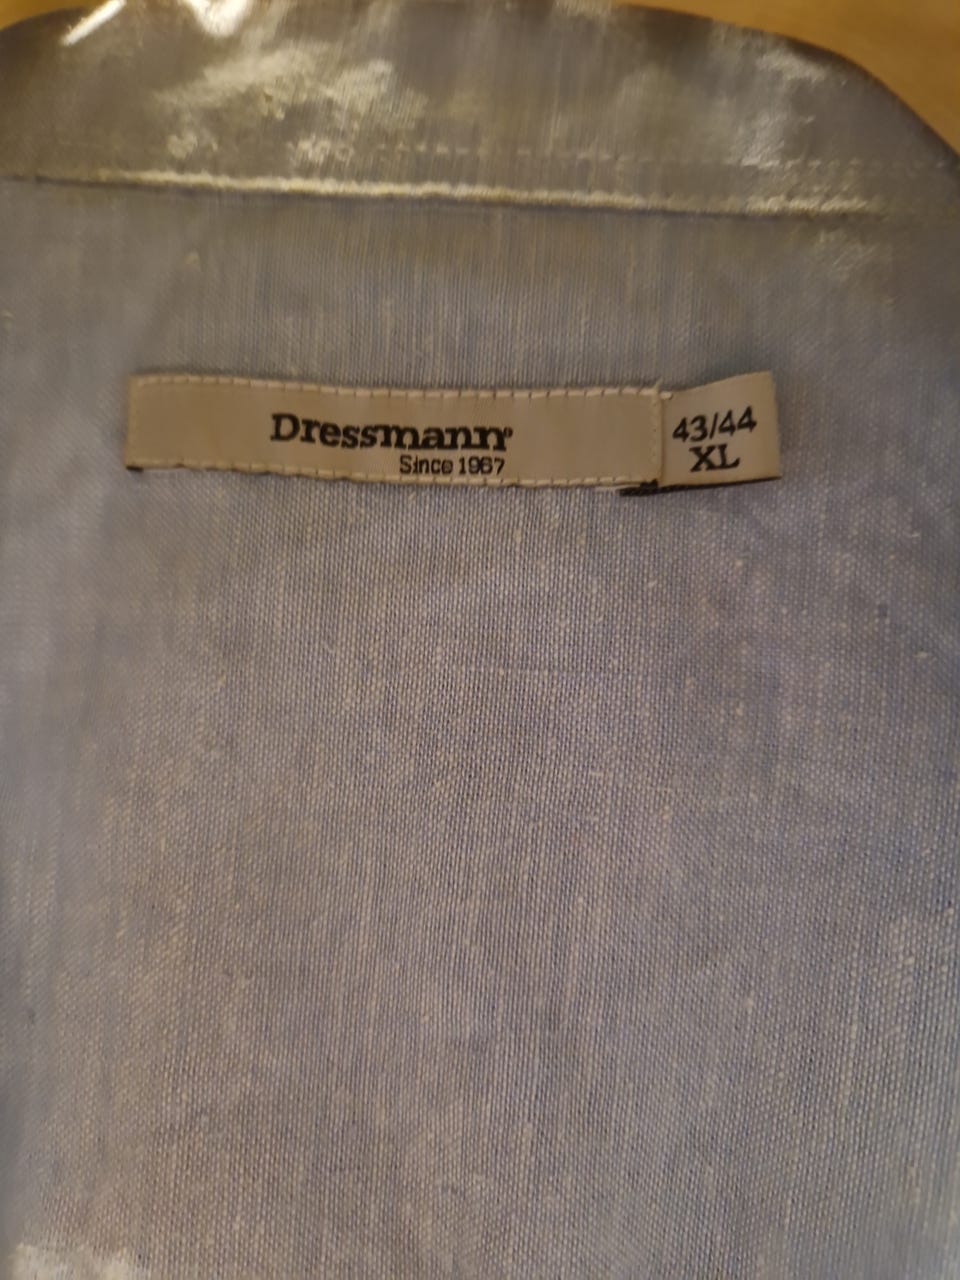 Dressmann®
Since 1967
43/44
XL